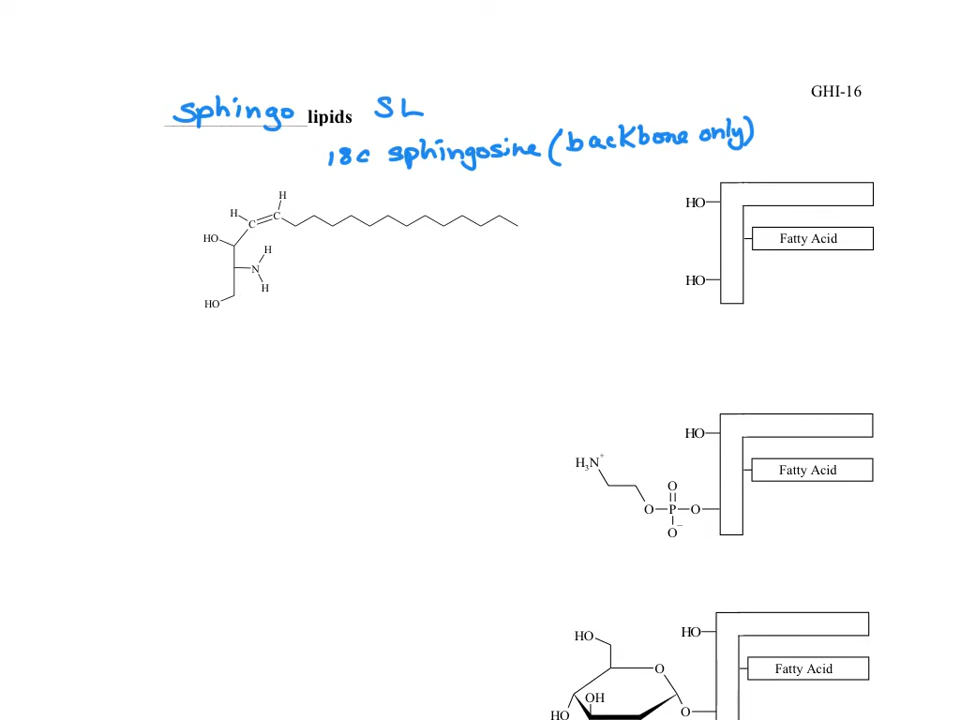 GHI-16
Sphingo lipids SL
18C sphingosine (backbone only)
H
H
C
C
HO
H
N
H
HO
HO
Fatty Acid
HO
HO
H₃N⁺
Fatty Acid
O
O P O
O⁻
HO
HO
O
Fatty Acid
OH
HO
O